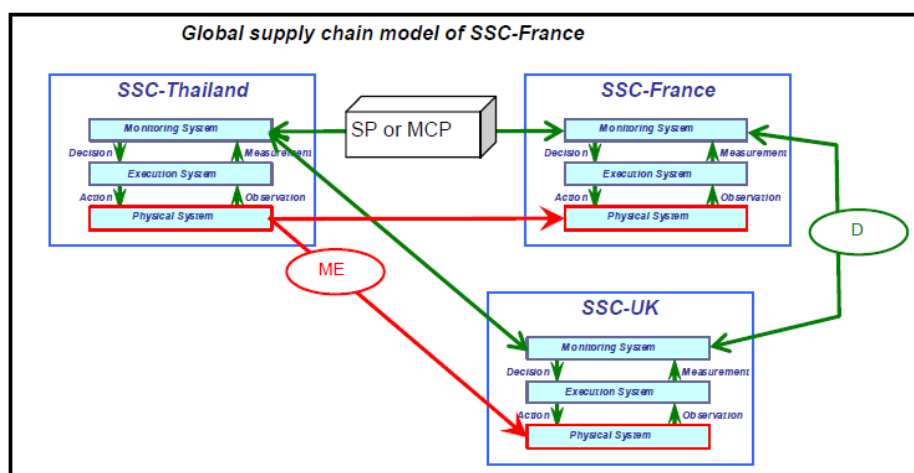 Global supply chain model of SSC-France
SSC-Thailand
Monitoring System
Decision Measurement
Execution System
Action Observation
Physical System
SP or MCP
SSC-France
Monitoring System
Decision Measurement
Execution System
Action Observation
Physical System
D
ME
SSC-UK
Monitoring System
Decision Measurement
Execution System
Action Observation
Physical System